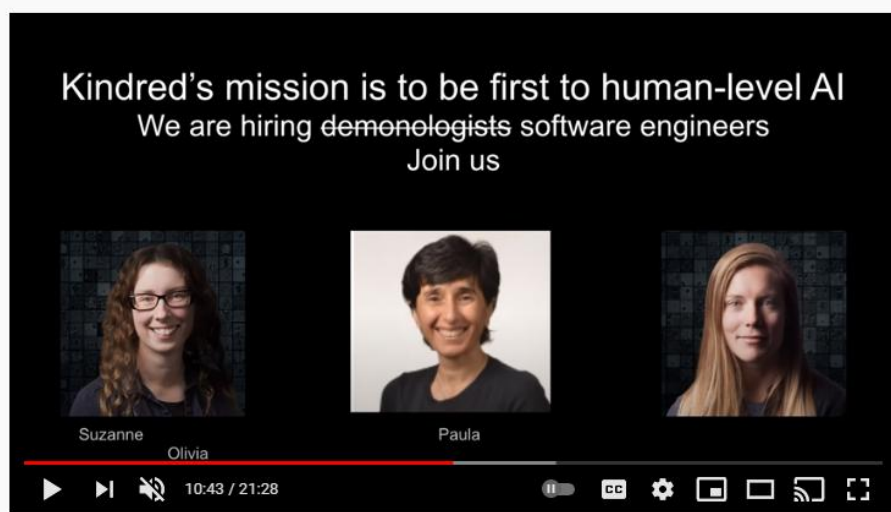 Kindred's mission is to be first to human-level AI
We are hiring demonologists software engineers
Join us
Suzanne
Paula
Olivia
10:43 / 21:28
CC